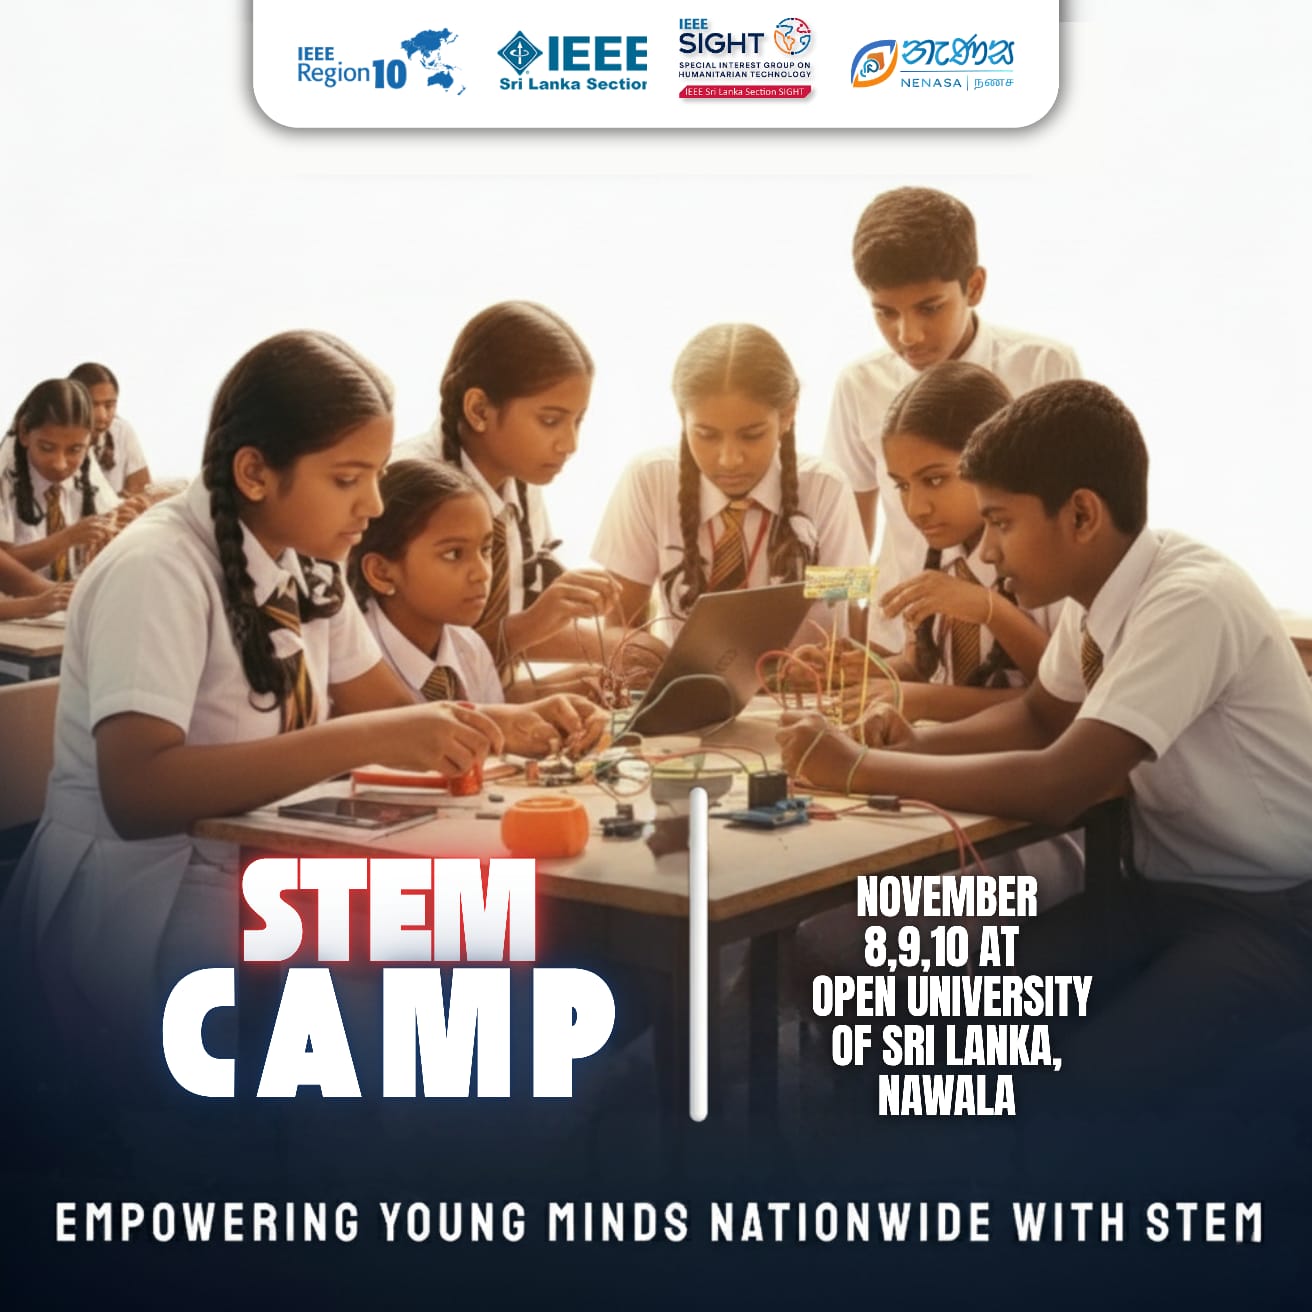 IEEE
Region 10
IEEE
Sri Lanka Section
IEEE
SIGHT
SPECIAL INTEREST GROUP ON
HUMANITARIAN TECHNOLOGY
IEEE Sri Lanka Section SIGHT
නැණස
NENASA | நணச
STEM
CAMP
NOVEMBER
8,9,10 AT
OPEN UNIVERSITY
OF SRI LANKA,
NAWALA
EMPOWERING YOUNG MINDS NATIONWIDE WITH STEM